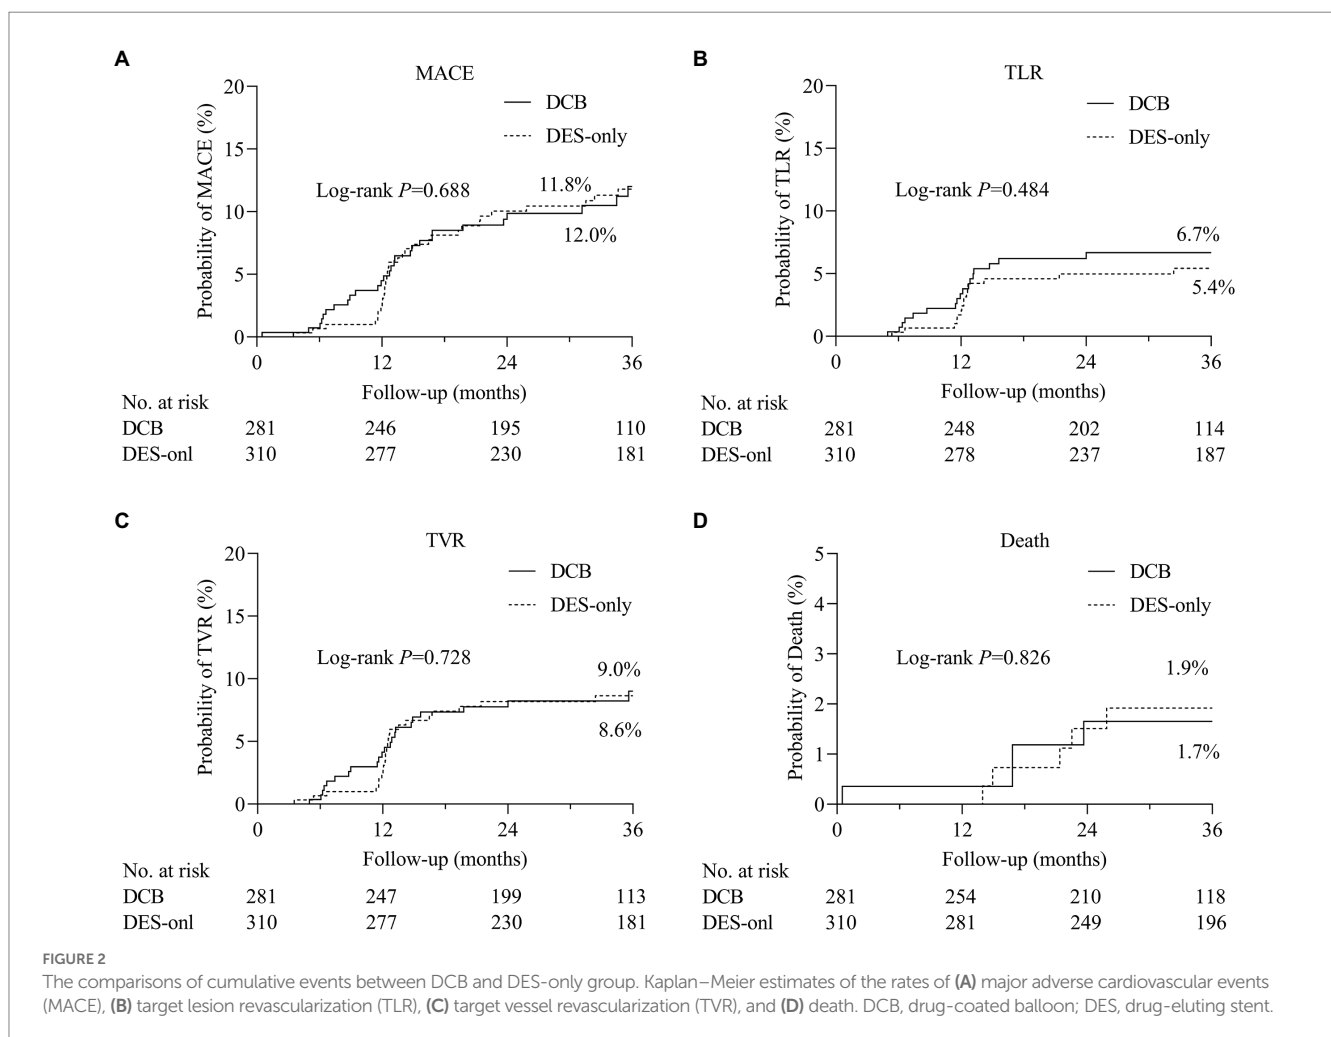 A
MACE
20
15
10
5
0
Probability of MACE (%)
DCB
DES-only
Log-rank P=0.688
11.8%
12.0%
0 12 24 36
Follow-up (months)
No. at risk
DCB 281 246 195 110
DES-onl 310 277 230 181
B
TLR
20
15
10
5
0
Probability of TLR (%)
DCB
DES-only
Log-rank P=0.484
6.7%
5.4%
0 12 24 36
Follow-up (months)
No. at risk
DCB 281 248 202 114
DES-onl 310 278 237 187
C
TVR
20
15
10
5
0
Probability of TVR (%)
DCB
DES-only
Log-rank P=0.728
9.0%
8.6%
0 12 24 36
Follow-up (months)
No. at risk
DCB 281 247 199 113
DES-onl 310 277 230 181
D
Death
5
4
3
2
1
0
Probability of Death (%)
DCB
DES-only
Log-rank P=0.826
1.9%
1.7%
0 12 24 36
Follow-up (months)
No. at risk
DCB 281 254 210 118
DES-onl 310 281 249 196
FIGURE 2
The comparisons of cumulative events between DCB and DES-only group. Kaplan–Meier estimates of the rates of (A) major adverse cardiovascular events
(MACE), (B) target lesion revascularization (TLR), (C) target vessel revascularization (TVR), and (D) death. DCB, drug-coated balloon; DES, drug-eluting stent.